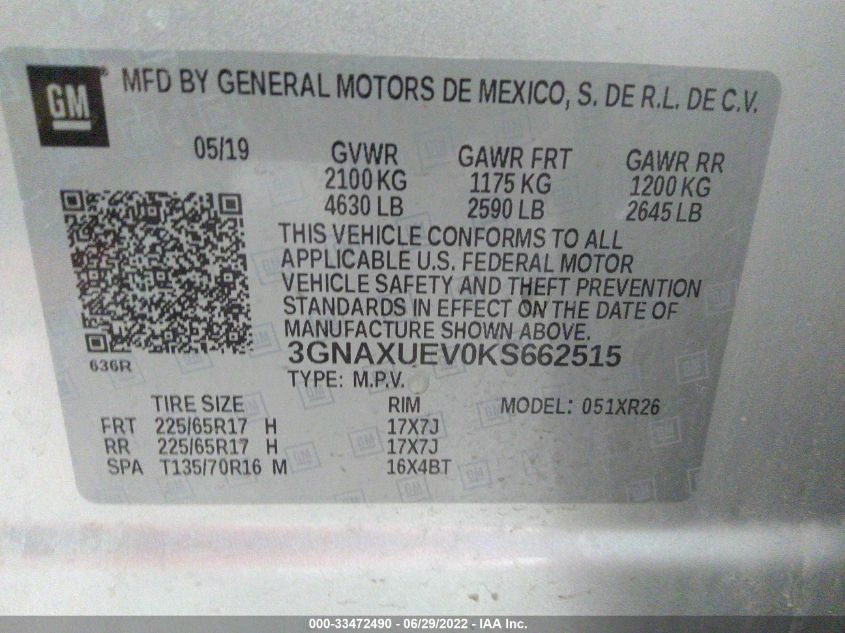 GM ® MFD BY GENERAL MOTORS DE MEXICO, S. DE R.L. DE C.V.
05/19 GVWR GAWR FRT GAWR RR
2100 KG 1175 KG 1200 KG
4630 LB 2590 LB 2645 LB
THIS VEHICLE CONFORMS TO ALL
APPLICABLE U.S. FEDERAL MOTOR
VEHICLE SAFETY AND THEFT PREVENTION
STANDARDS IN EFFECT ON THE DATE OF
MANUFACTURE SHOWN ABOVE.
3GNAXUEV0KS662515
636R
TYPE: M.P.V.
TIRE SIZE RIM MODEL: 051XR26
FRT 225/65R17 H 17X7J
RR 225/65R17 H 17X7J
SPA T135/70R16 M 16X4BT
000-33472490 - 06/29/2022 - IAA Inc.